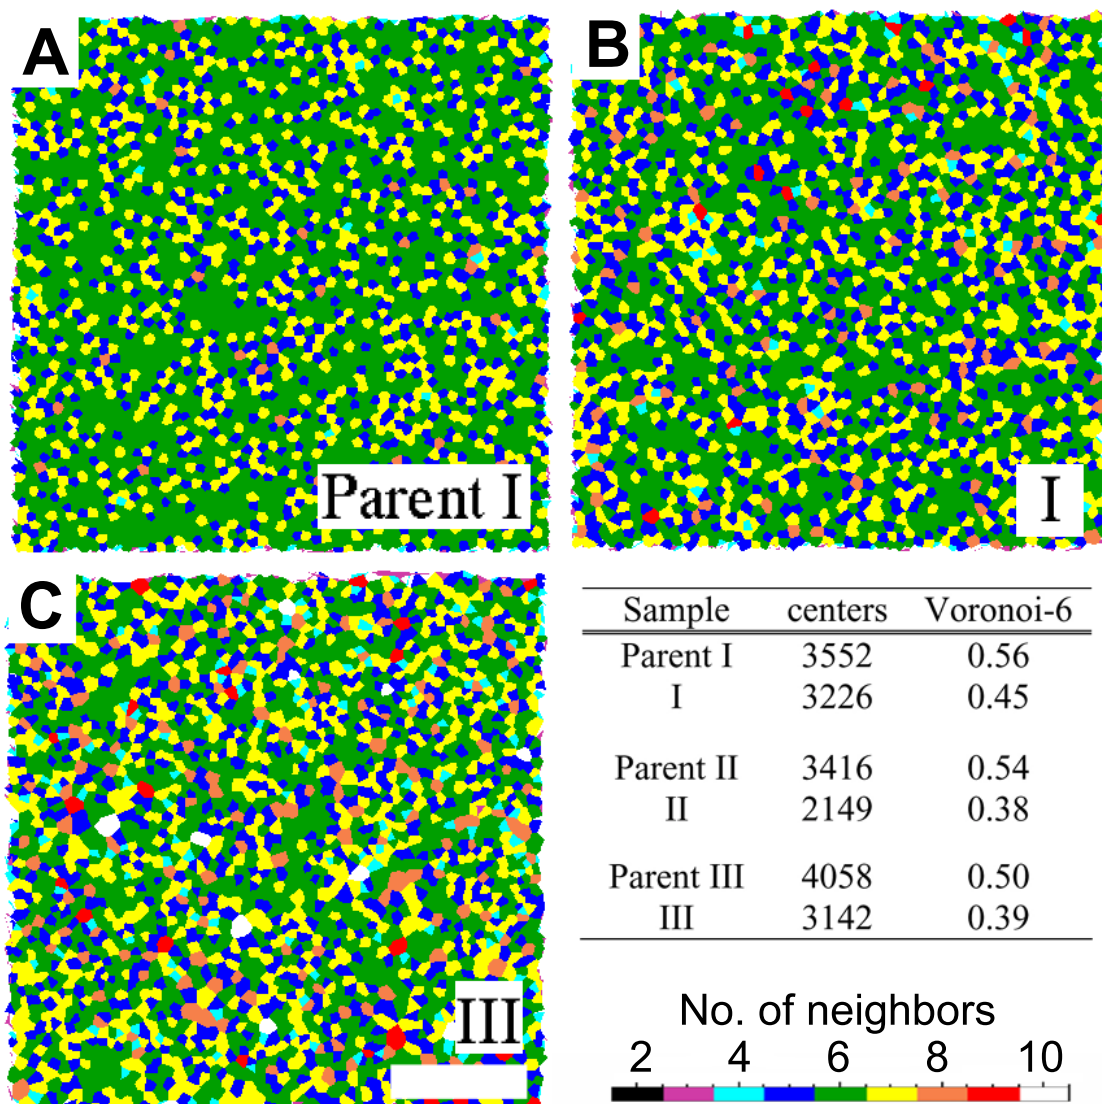 A
Parent I
B
I
C
III
Sample centers Voronoi-6
Parent I 3552 0.56
I 3226 0.45
Parent II 3416 0.54
II 2149 0.38
Parent III 4058 0.50
III 3142 0.39
No. of neighbors
2 4 6 8 10